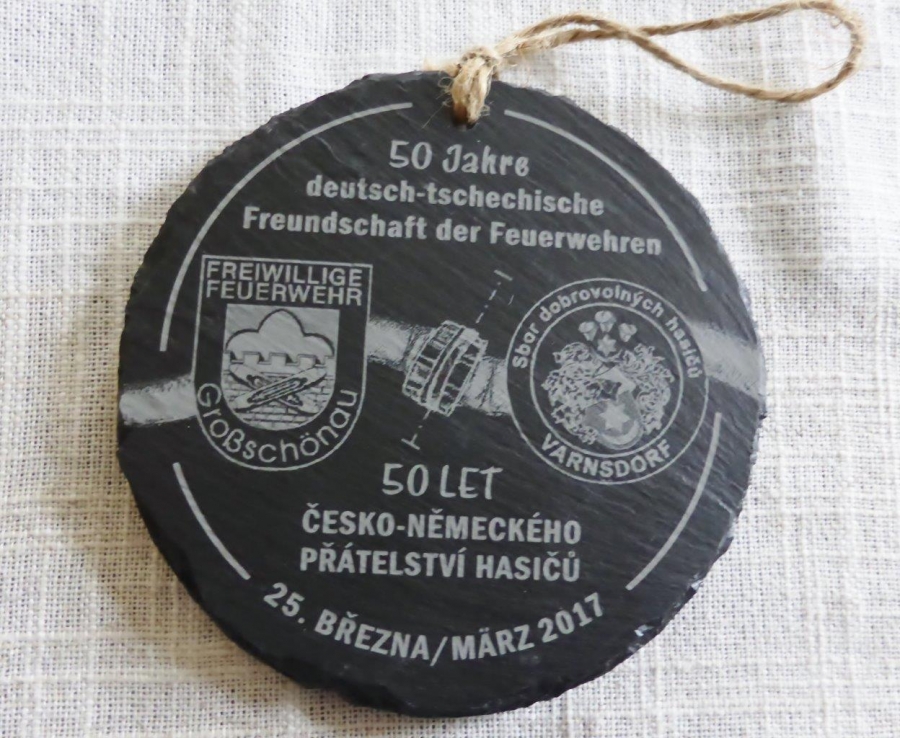 50 Jahre
deutsch-tschechische
Freundschaft der Feuerwehren
FREIWILLIGE
FEUERWEHR
Großschönau
Sbor dobrovolných hasičů
VARNSDORF
50 LET
ČESKO-NĚMECKÉHO
PŘÁTELSTVÍ HASIČŮ
25. BŘEZNA/MÄRZ 2017